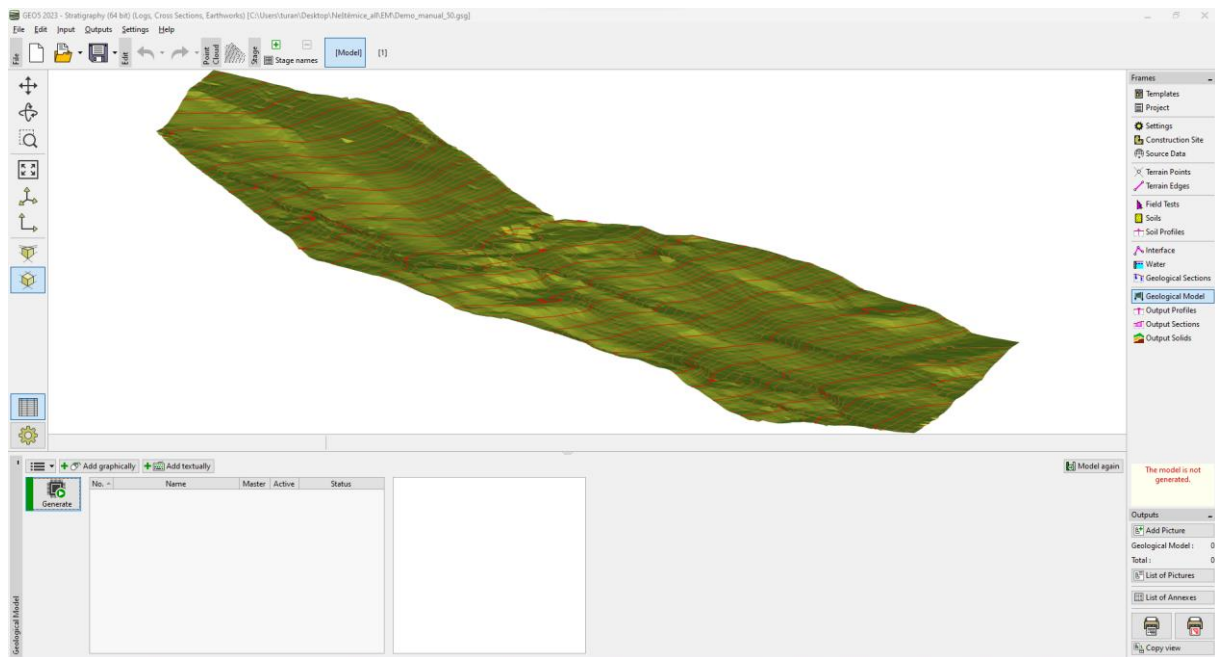 GEO5 2023 - Stratigraphy (64 bit) (Logs, Cross Sections, Earthworks) [C:\Users\turan\Desktop\Neštěmice_all\EM\Demo_manual_50.gsg]
File Edit Input Outputs Settings Help
File
Edit
Point Cloud
Stage
Stage names
[Model]
[1]
Frames
Templates
Project
Settings
Construction Site
Source Data
Terrain Points
Terrain Edges
Field Tests
Soils
Soil Profiles
Interface
Water
Geological Sections
Geological Model
Output Profiles
Output Sections
Output Solids
Geological Model
Add graphically
Add textually
Model again
Generate
No. Name Master Active Status
The model is not
generated.
Outputs
Add Picture
Geological Model : 0
Total : 0
List of Pictures
List of Annexes
Copy view